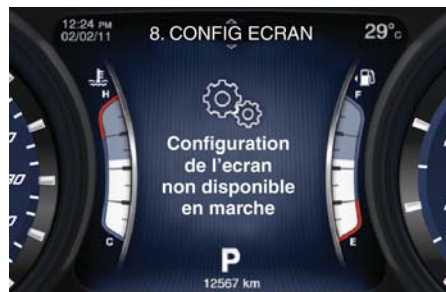 12:24 PM
02/02/11
8. CONFIG ECRAN
29°c
H
F
Configuration
de l'ecran
non disponible
en marche
C
E
P
12567 km